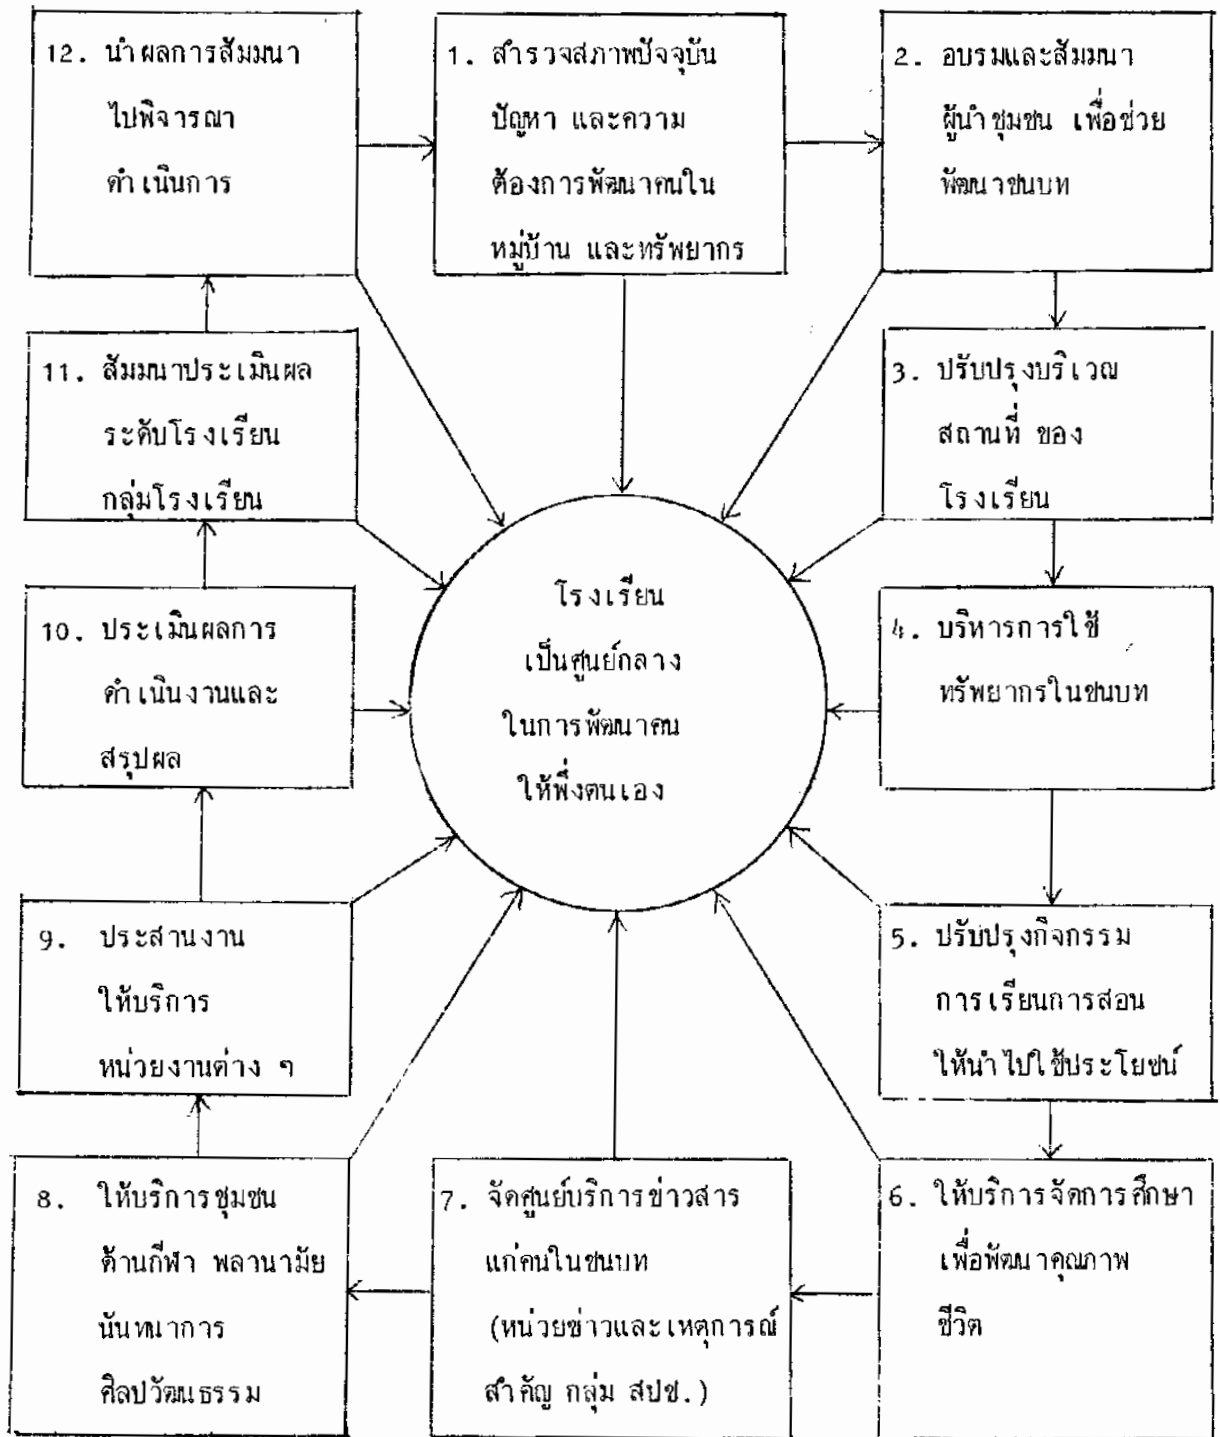 1. สำรวจสภาพปัจจุบัน
ปัญหา และความ
ต้องการพัฒนาคนใน
หมู่บ้าน และทรัพยากร
2. อบรมและสัมมนา
ผู้นำชุมชน เพื่อช่วย
พัฒนาชนบท
3. ปรับปรุงบริเวณ
สถานที่ ของ
โรงเรียน
4. บริหารการใช้
ทรัพยากรในชนบท
5. ปรับปรุงกิจกรรม
การเรียนการสอน
ให้นำไปใช้ประโยชน์
6. ให้บริการจัดการศึกษา
เพื่อพัฒนาคุณภาพ
ชีวิต
7. จัดศูนย์บริการข่าวสาร
แก่คนในชนบท
(หน่วยข่าวและเหตุการณ์
สำคัญ กลุ่ม สปช.)
8. ให้บริการชุมชน
ด้านกีฬา พลานามัย
นันทนาการ
ศิลปวัฒนธรรม
9. ประสานงาน
ให้บริการ
หน่วยงานต่าง ๆ
10. ประเมินผลการ
ดำเนินงานและ
สรุปผล
11. สัมมนาประเมินผล
ระดับโรงเรียน
กลุ่มโรงเรียน
12. นำผลการสัมมนา
ไปพิจารณา
ดำเนินการ
โรงเรียน
เป็นศูนย์กลาง
ในการพัฒนาคน
ให้พึ่งตนเอง